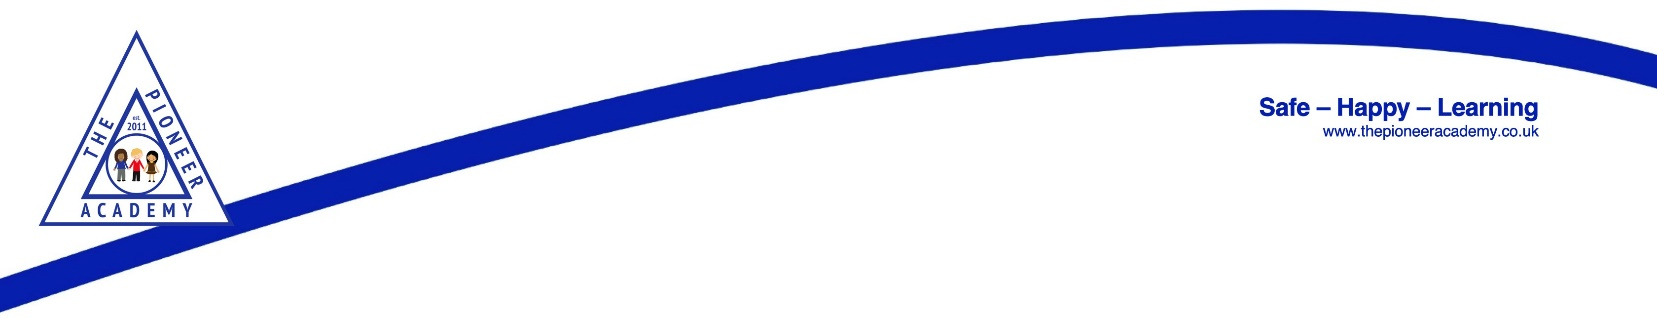 THE PIONEER ACADEMY
est.
2011
Safe – Happy – Learning
www.thepioneeracademy.co.uk